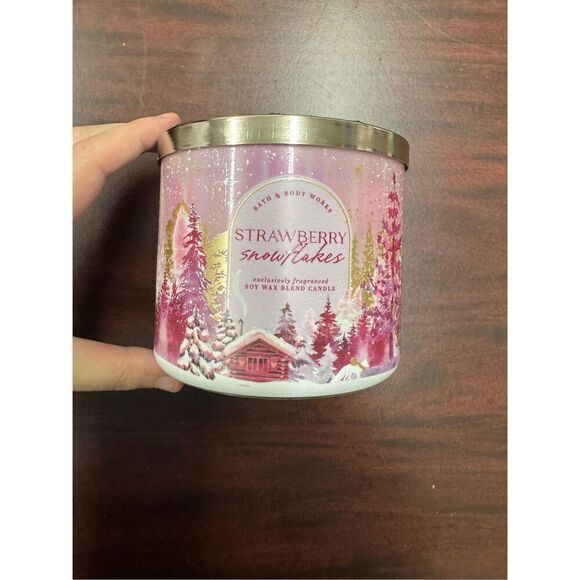 BATH & BODY WORKS
STRAWBERRY
snowflakes
exclusively fragranced
SOY WAX BLEND CANDLE